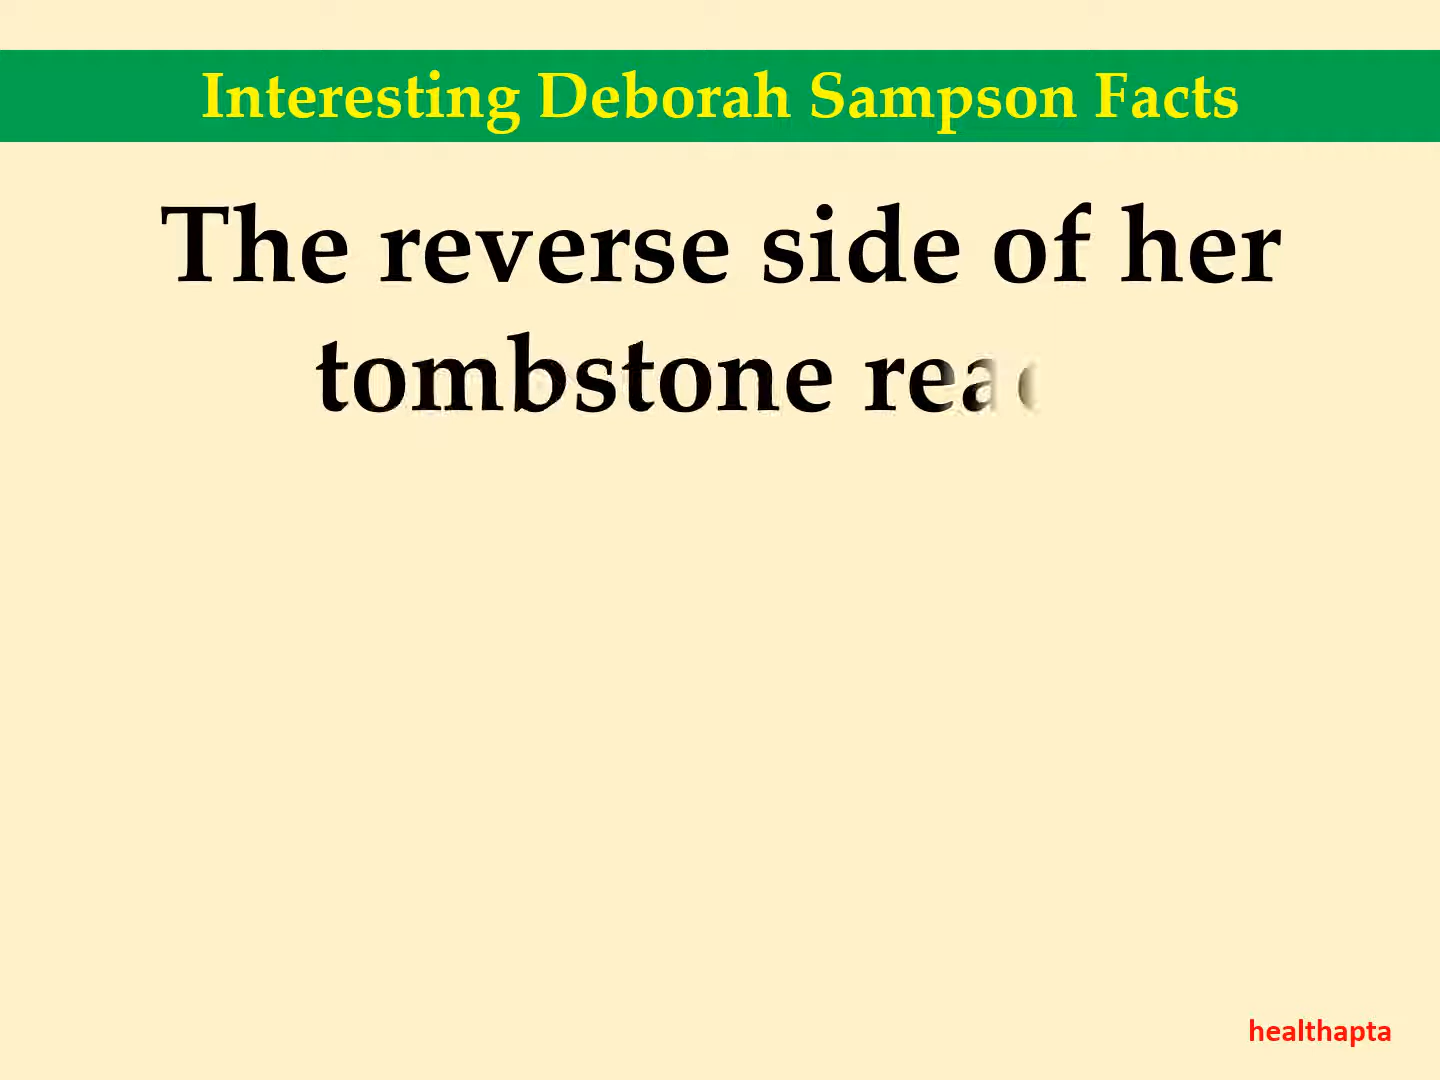 Interesting Deborah Sampson Facts
The reverse side of her
tombstone
healthapta